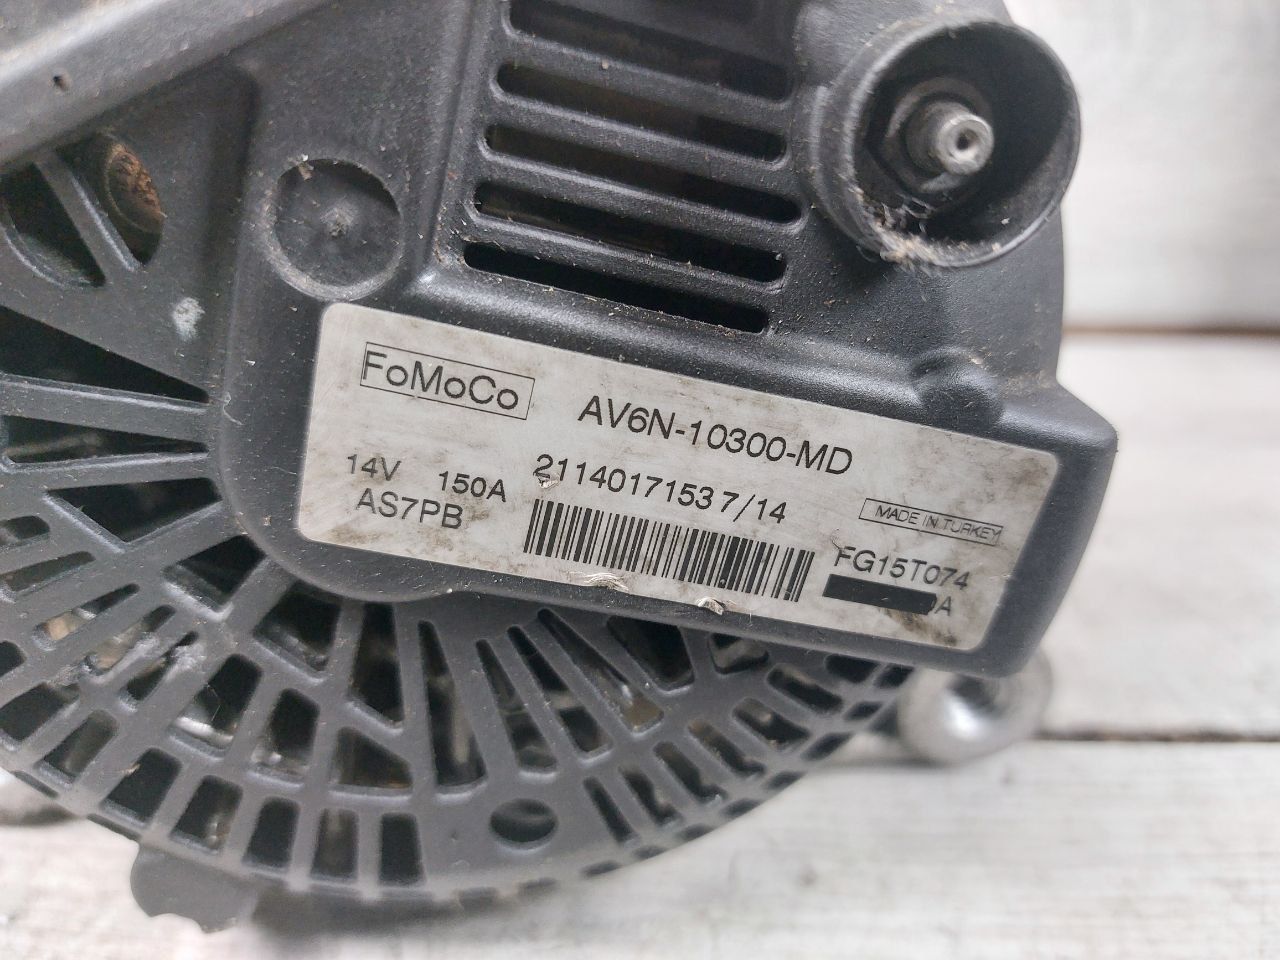 FoMoCo AV6N-10300-MD
14V 150A 2114017153 7/14 MADE IN TURKEY
AS7PB FG15T074
A